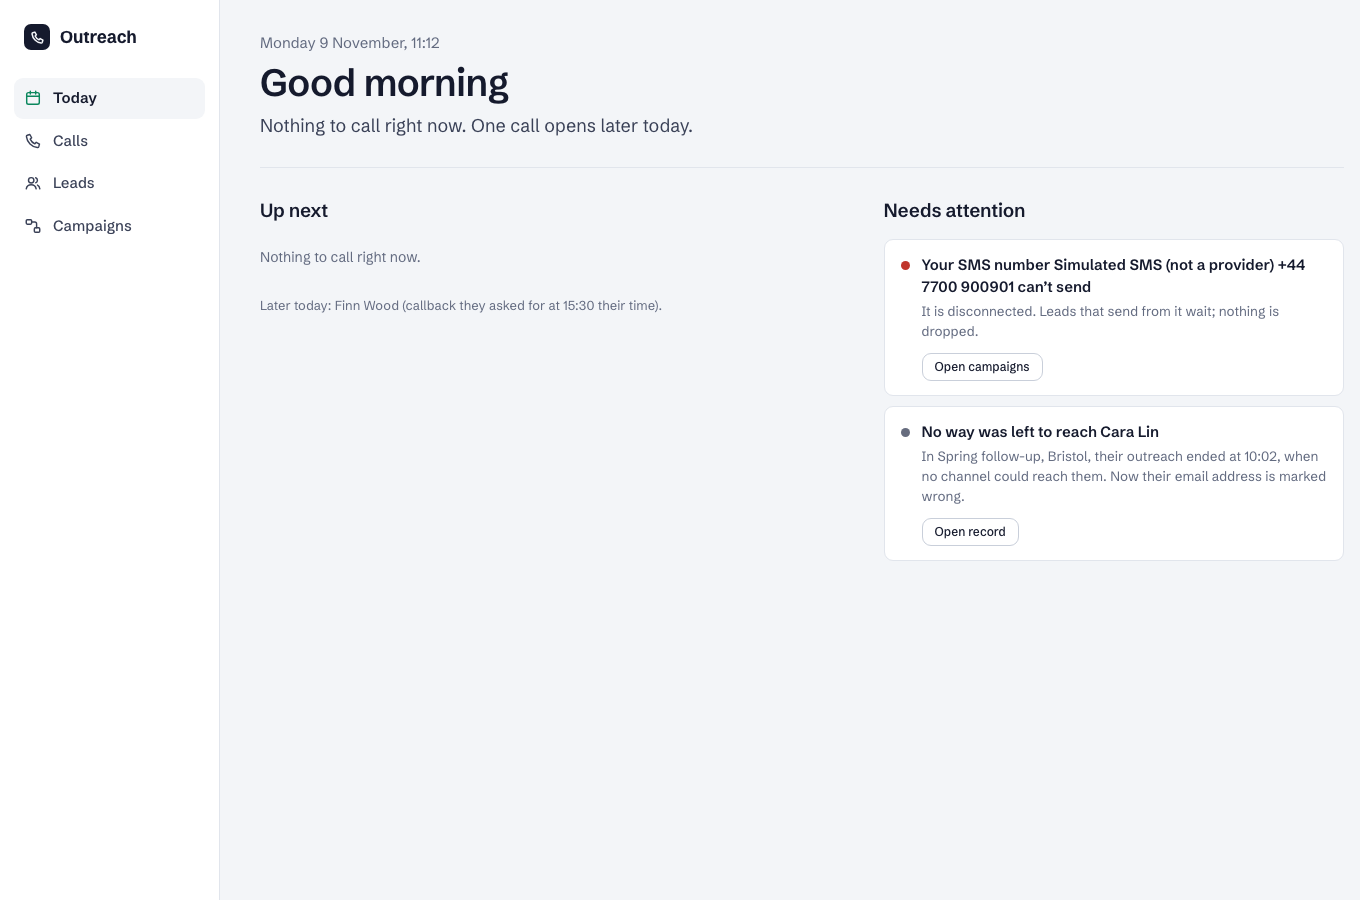 Outreach
Today
Calls
Leads
Campaigns
Monday 9 November, 11:12
Good morning
Nothing to call right now. One call opens later today.
Up next
Nothing to call right now.
Later today: Finn Wood (callback they asked for at 15:30 their time).
Needs attention
Your SMS number Simulated SMS (not a provider) +44
7700 900901 can’t send
It is disconnected. Leads that send from it wait; nothing is
dropped.
Open campaigns
No way was left to reach Cara Lin
In Spring follow-up, Bristol, their outreach ended at 10:02, when
no channel could reach them. Now their email address is marked
wrong.
Open record